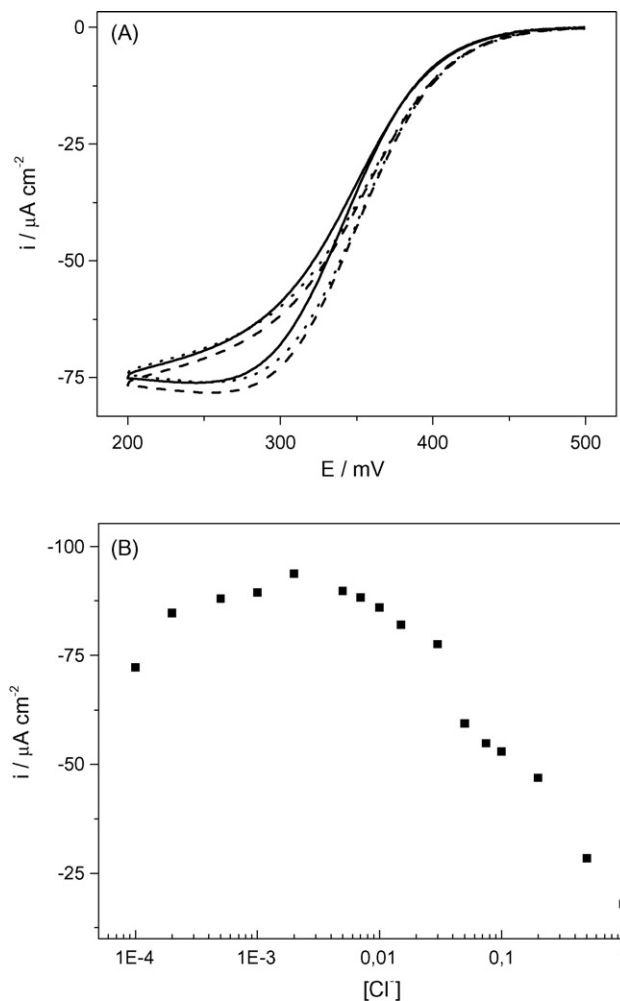 (A)
0
-25
-50
-75
i / µA cm⁻²
200 300 400 500
E / mV
(B)
-100
-75
-50
-25
i / µA cm⁻²
1E-4 1E-3 0,01 0,1
[Cl⁻]